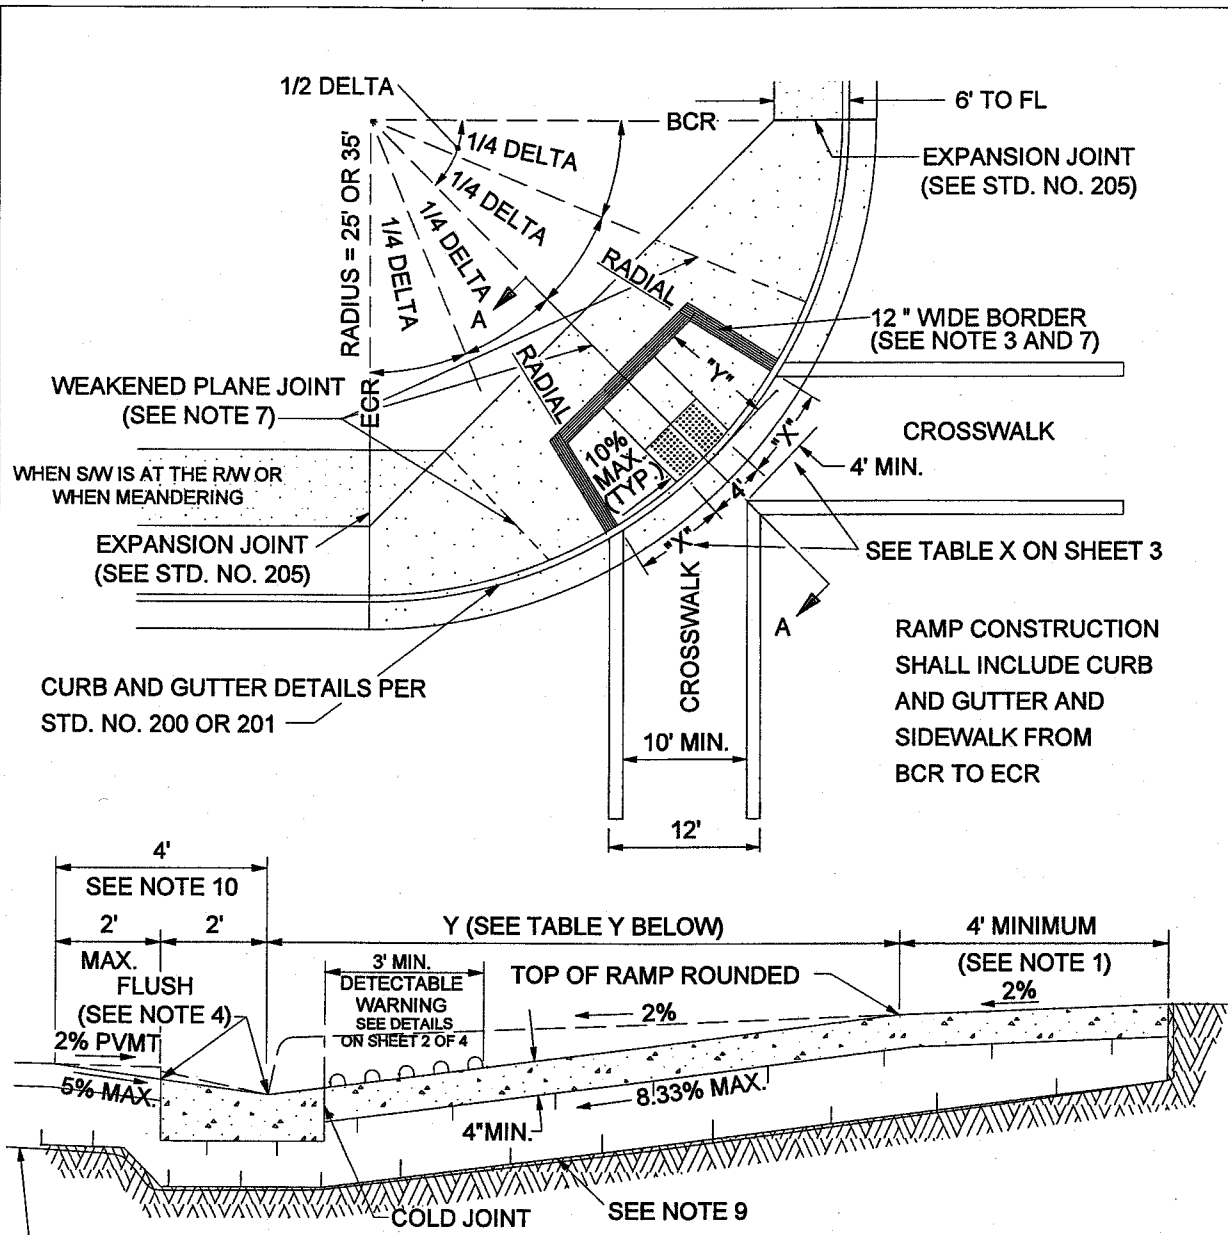 1/2 DELTA
BCR
6' TO FL
1/4 DELTA
1/4 DELTA
1/4 DELTA
1/4 DELTA
RADIUS = 25' OR 35'
EXPANSION JOINT
(SEE STD. NO. 205)
RADIAL
A
12 " WIDE BORDER
(SEE NOTE 3 AND 7)
RADIAL
"Y"
WEAKENED PLANE JOINT
(SEE NOTE 7)
ECR
"X"
CROSSWALK
10%
MAX.
(TYP.)
4' MIN.
WHEN S/W IS AT THE R/W OR
WHEN MEANDERING
4'
EXPANSION JOINT
(SEE STD. NO. 205)
"X"
SEE TABLE X ON SHEET 3
CROSSWALK
A
RAMP CONSTRUCTION
SHALL INCLUDE CURB
AND GUTTER AND
SIDEWALK FROM
BCR TO ECR
CURB AND GUTTER DETAILS PER
STD. NO. 200 OR 201
10' MIN.
12'
4'
SEE NOTE 10
2'
2'
Y (SEE TABLE Y BELOW)
4' MINIMUM
(SEE NOTE 1)
MAX.
FLUSH
(SEE NOTE 4)
3' MIN.
DETECTABLE
WARNING
SEE DETAILS
ON SHEET 2 OF 4
TOP OF RAMP ROUNDED
2%
2%
2% PVMT
5% MAX.
8.33% MAX.
4"MIN.
COLD JOINT
SEE NOTE 9